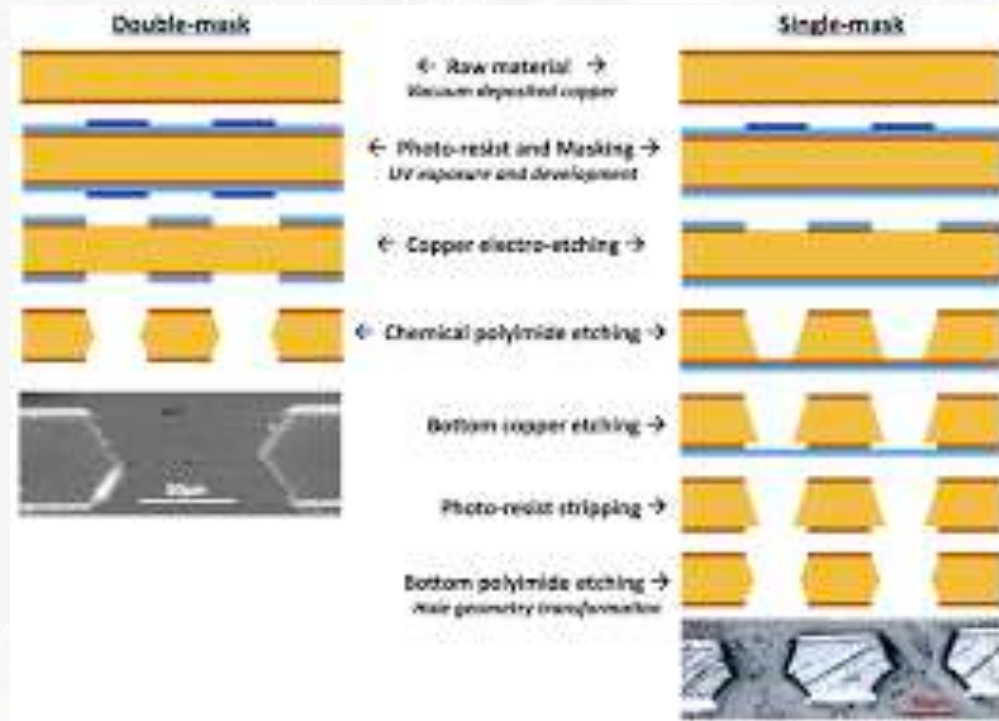 Double-mask
Single-mask
← Raw material →
Vacuum deposited copper
← Photo-resist and Masking →
UV exposure and development
← Copper electro-etching →
← Chemical polyimide etching →
Bottom copper etching →
Photo-resist stripping →
Bottom polyimide etching →
Hole geometry transformation